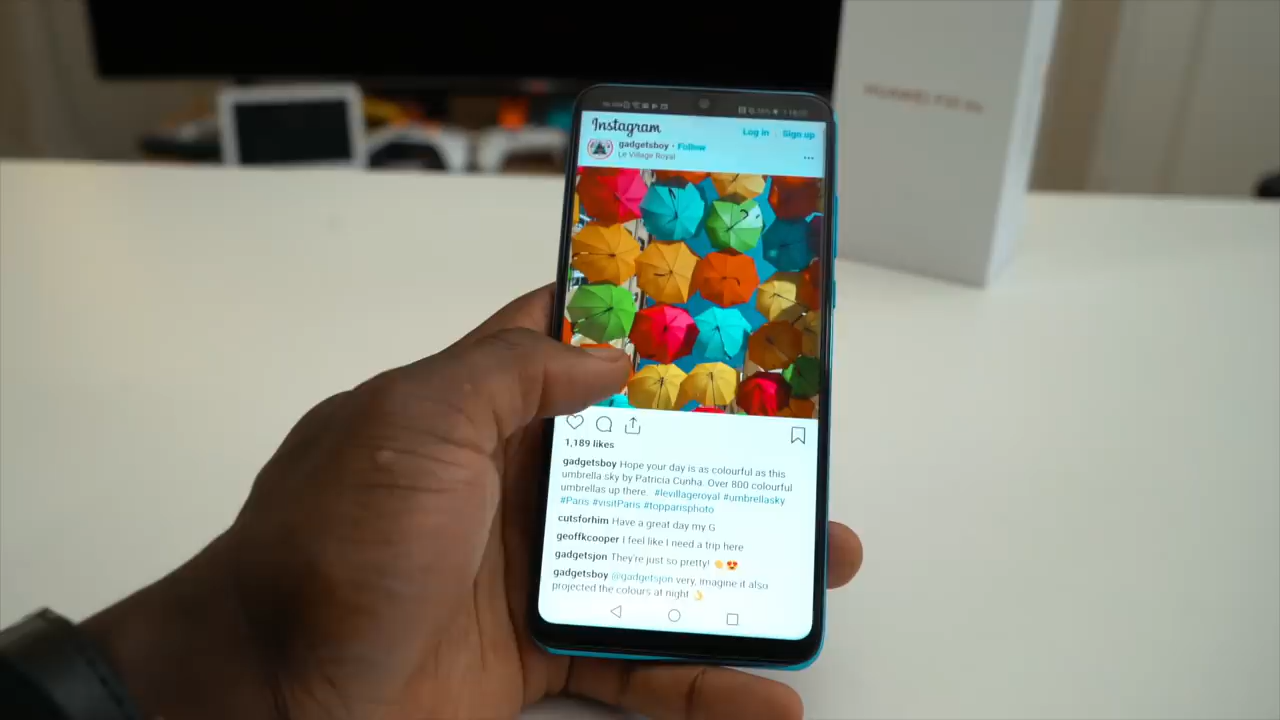 Instagram
Log in Sign up
gadgetsboy · Follow
Le Village Royal
1,189 likes
gadgetsboy Hope your day is as colourful as this
umbrella sky by Patricia Cunha. Over 800 colourful
umbrellas up there.. #levillageroyal #umbrellasky
#Paris #visitParis #topparisphoto
cutsforhim Have a great day my G
geoffkcooper I feel like I need a trip here
gadgetsjon They're just so pretty! 👏😍
gadgetsboy @gadgetsjon very, imagine it also
projected the colours at night 👌
HUAWEI